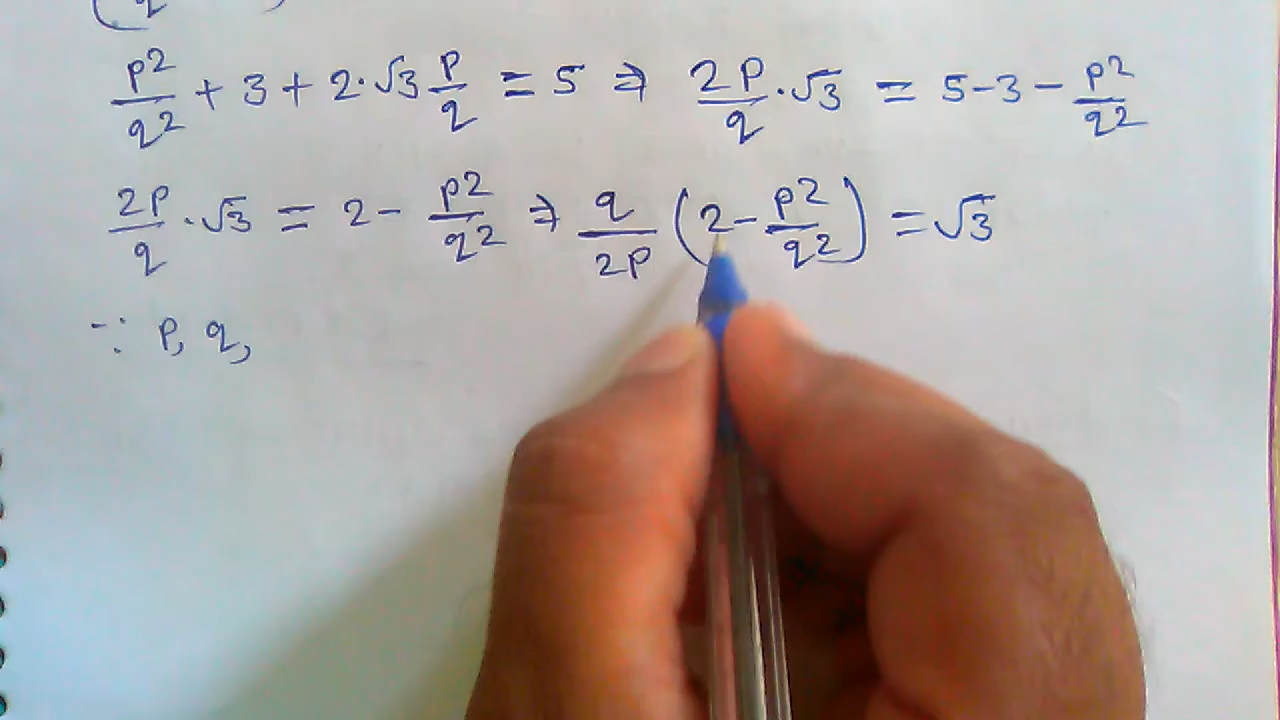 p²/q² + 3 + 2·√3 p/q = 5 ⇒ 2p/q · √3 = 5 - 3 - p²/q²
2p/q · √3 = 2 - p²/q² ⇒ q/2p (2 - p²/q²) = √3
∵ p, q,